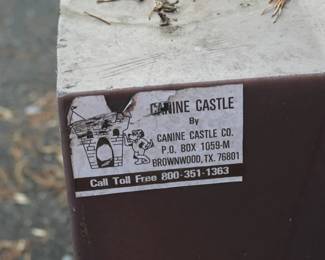 CANINE CASTLE
By
CANINE CASTLE CO.
P.O. BOX 1059-M
BROWNWOOD, TX. 76801
Call Toll Free 800-351-1363